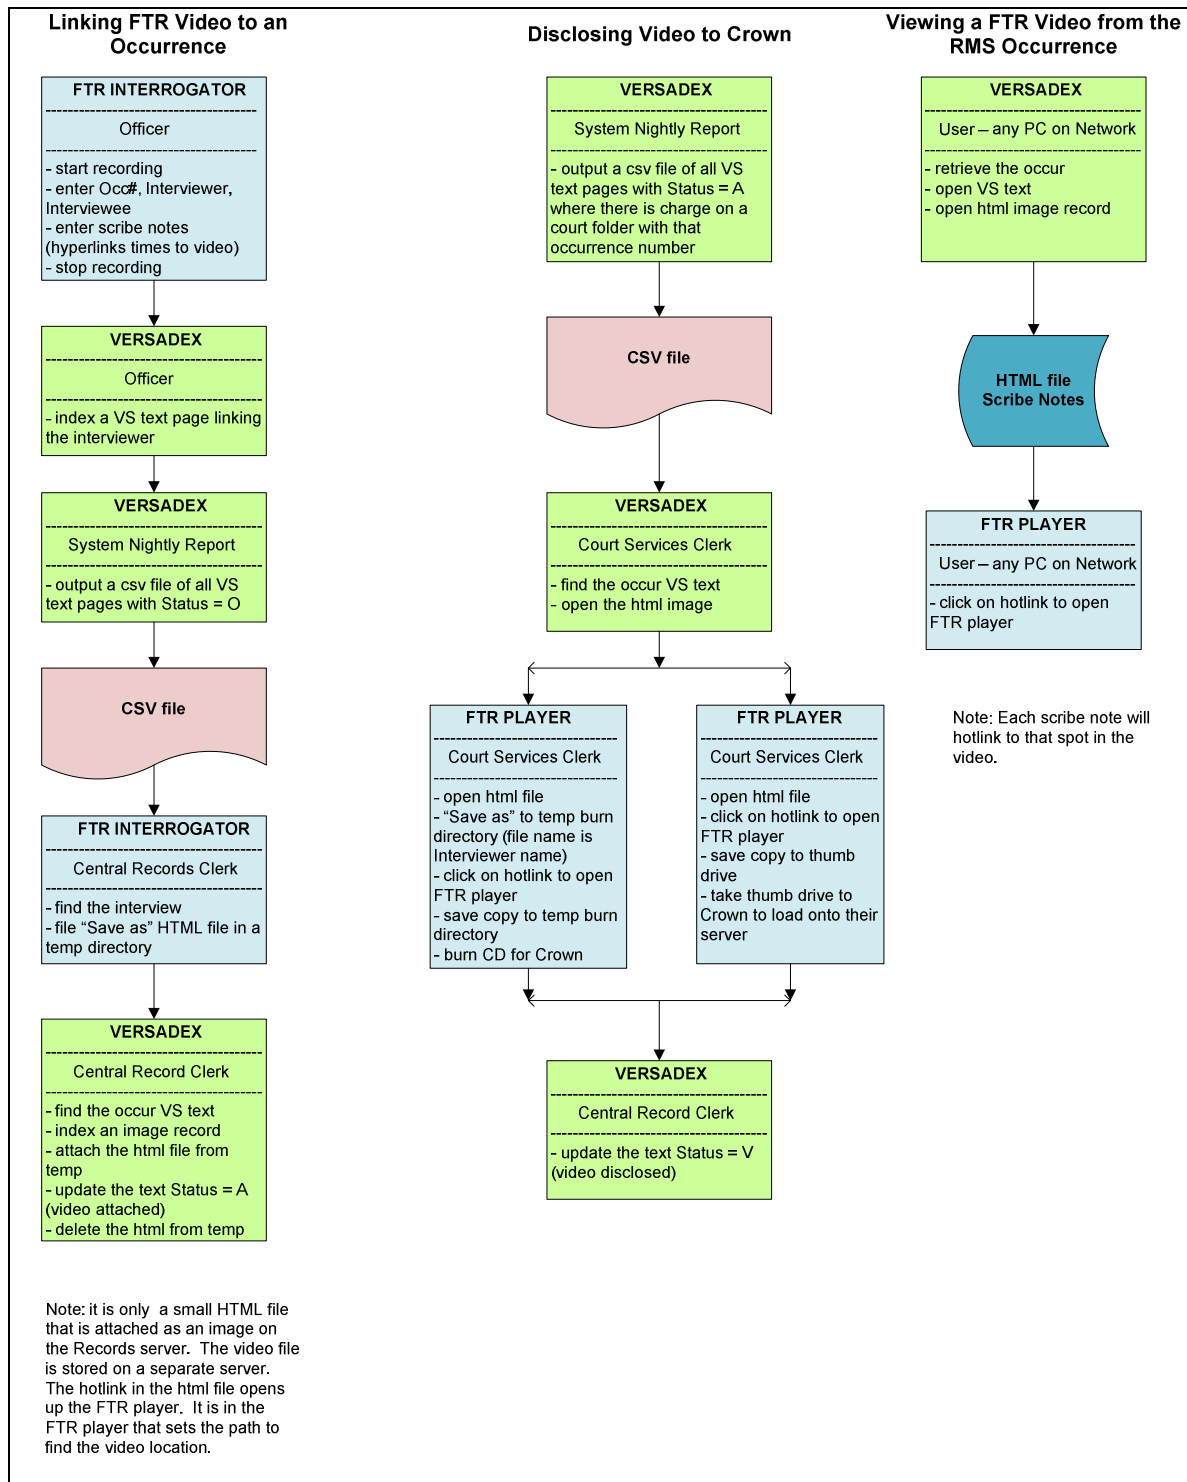 Linking FTR Video to an
Occurrence
FTR INTERROGATOR
Officer
- start recording
- enter Occ#, Interviewer,
Interviewee
- enter scribe notes
(hyperlinks times to video)
- stop recording
VERSADEX
Officer
- index a VS text page linking
the interviewer
VERSADEX
System Nightly Report
- output a csv file of all VS
text pages with Status = O
CSV file
FTR INTERROGATOR
Central Records Clerk
- find the interview
- file “Save as” HTML file in a
temp directory
VERSADEX
Central Record Clerk
- find the occur VS text
- index an image record
- attach the html file from
temp
- update the text Status = A
(video attached)
- delete the html from temp
Note: it is only a small HTML file
that is attached as an image on
the Records server. The video file
is stored on a separate server.
The hotlink in the html file opens
up the FTR player. It is in the
FTR player that sets the path to
find the video location.
Disclosing Video to Crown
VERSADEX
System Nightly Report
- output a csv file of all VS
text pages with Status = A
where there is charge on a
court folder with that
occurrence number
CSV file
VERSADEX
Court Services Clerk
- find the occur VS text
- open the html image
FTR PLAYER
Court Services Clerk
- open html file
- “Save as” to temp burn
directory (file name is
Interviewer name)
- click on hotlink to open
FTR player
- save copy to temp burn
directory
- burn CD for Crown
FTR PLAYER
Court Services Clerk
- open html file
- click on hotlink to open
FTR player
- save copy to thumb
drive
- take thumb drive to
Crown to load onto their
server
VERSADEX
Central Record Clerk
- update the text Status = V
(video disclosed)
Viewing a FTR Video from the
RMS Occurrence
VERSADEX
User – any PC on Network
- retrieve the occur
- open VS text
- open html image record
HTML file
Scribe Notes
FTR PLAYER
User – any PC on Network
- click on hotlink to open
FTR player
Note: Each scribe note will
hotlink to that spot in the
video.